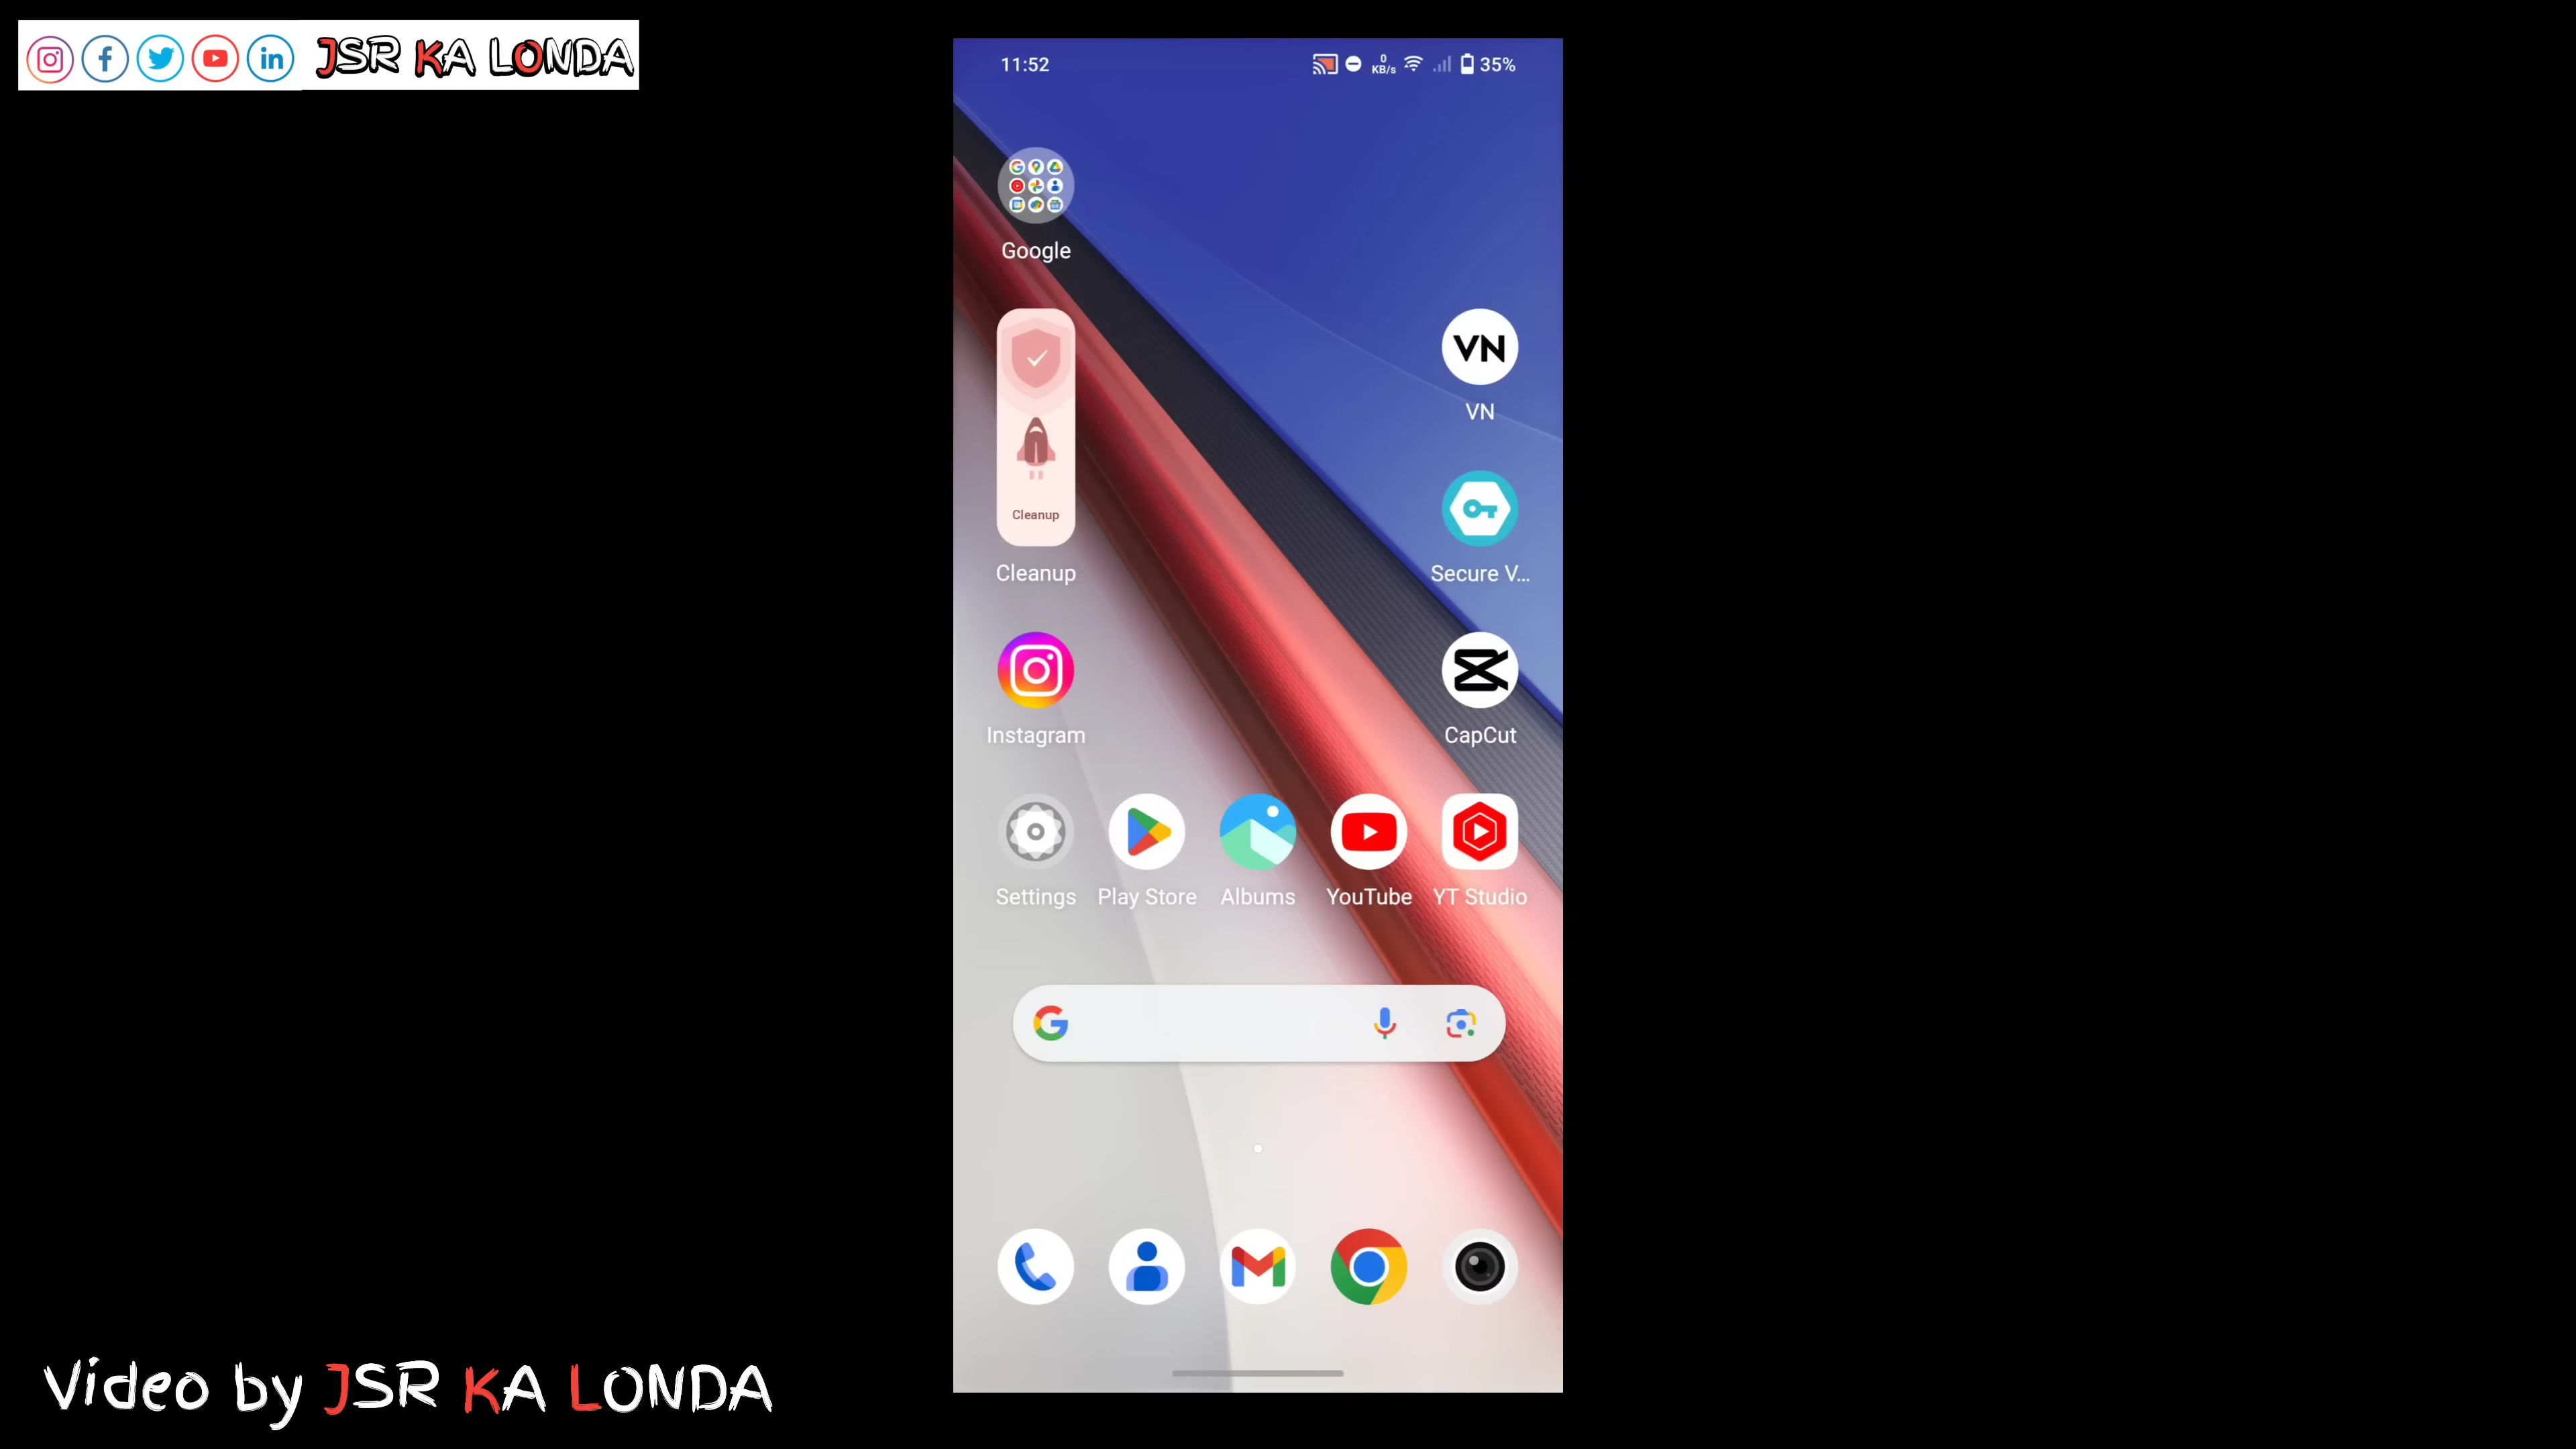 JSR KA LONDA
11:52
0 KB/s
35%
Google
VN
VN
Cleanup
Cleanup
Secure V...
Instagram
CapCut
Settings
Play Store
Albums
YouTube
YT Studio
Video by JSR KA LONDA